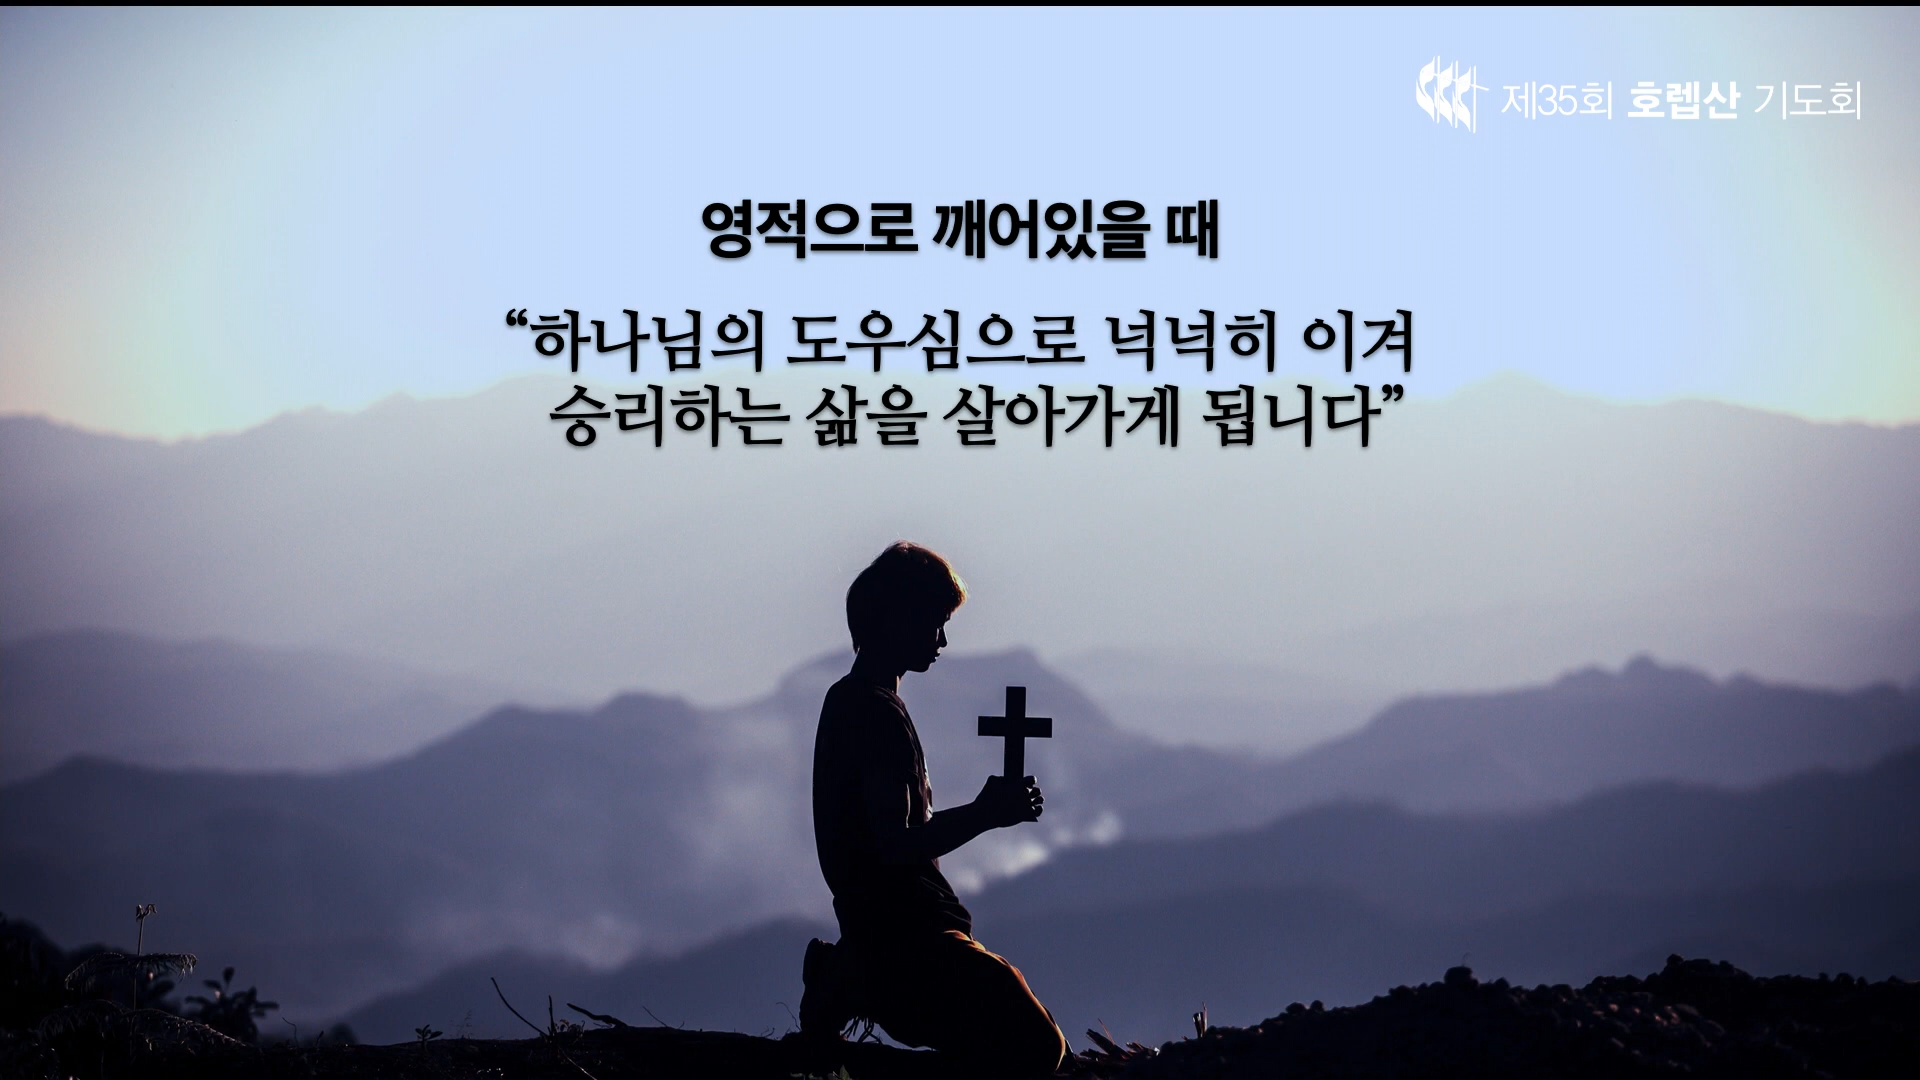 제35회 호렙산 기도회
영적으로 깨어있을 때
“하나님의 도우심으로 넉넉히 이겨
승리하는 삶을 살아가게 됩니다”